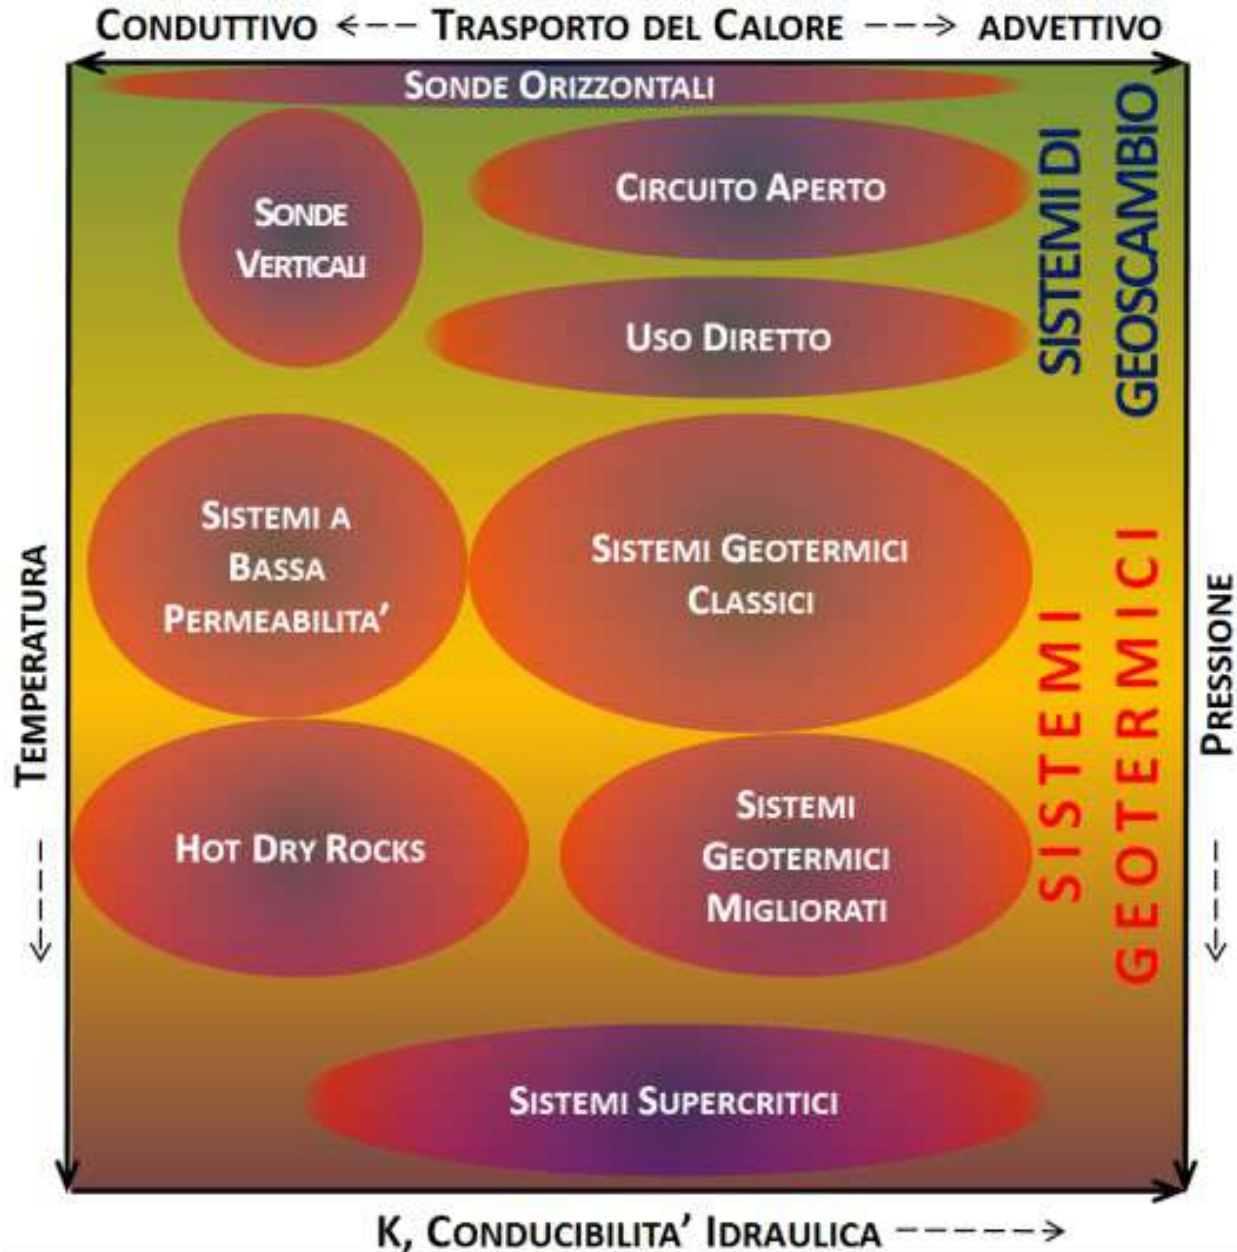 CONDUTTIVO <--- TRASPORTO DEL CALORE ---> ADVETTIVO
SONDE ORIZZONTALI
SONDE
VERTICALI
CIRCUITO APERTO
USO DIRETTO
SISTEMI DI
GEOSCAMBIO
SISTEMI A
BASSA
PERMEABILITA’
SISTEMI GEOTERMICI
CLASSICI
HOT DRY ROCKS
SISTEMI
GEOTERMICI
MIGLIORATI
SISTEMI
GEOTERMICI
SISTEMI SUPERCRITICI
TEMPERATURA
PRESSIONE
K, CONDUCIBILITA’ IDRAULICA ---->